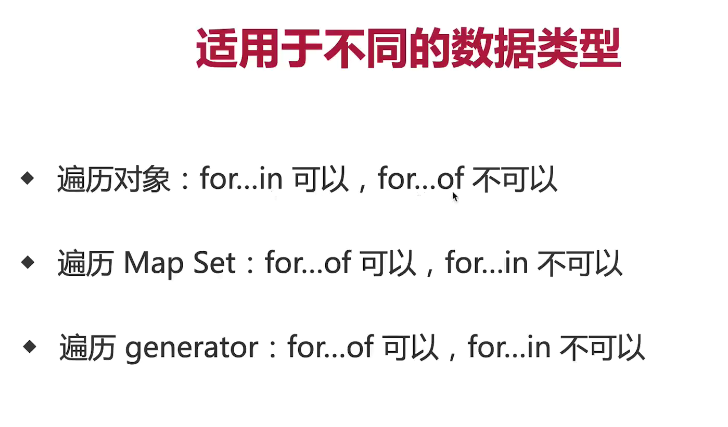 适用于不同的数据类型
◆ 遍历对象：for...in 可以，for...of 不可以
◆ 遍历 Map Set：for...of 可以，for...in 不可以
◆ 遍历 generator：for...of 可以，for...in 不可以